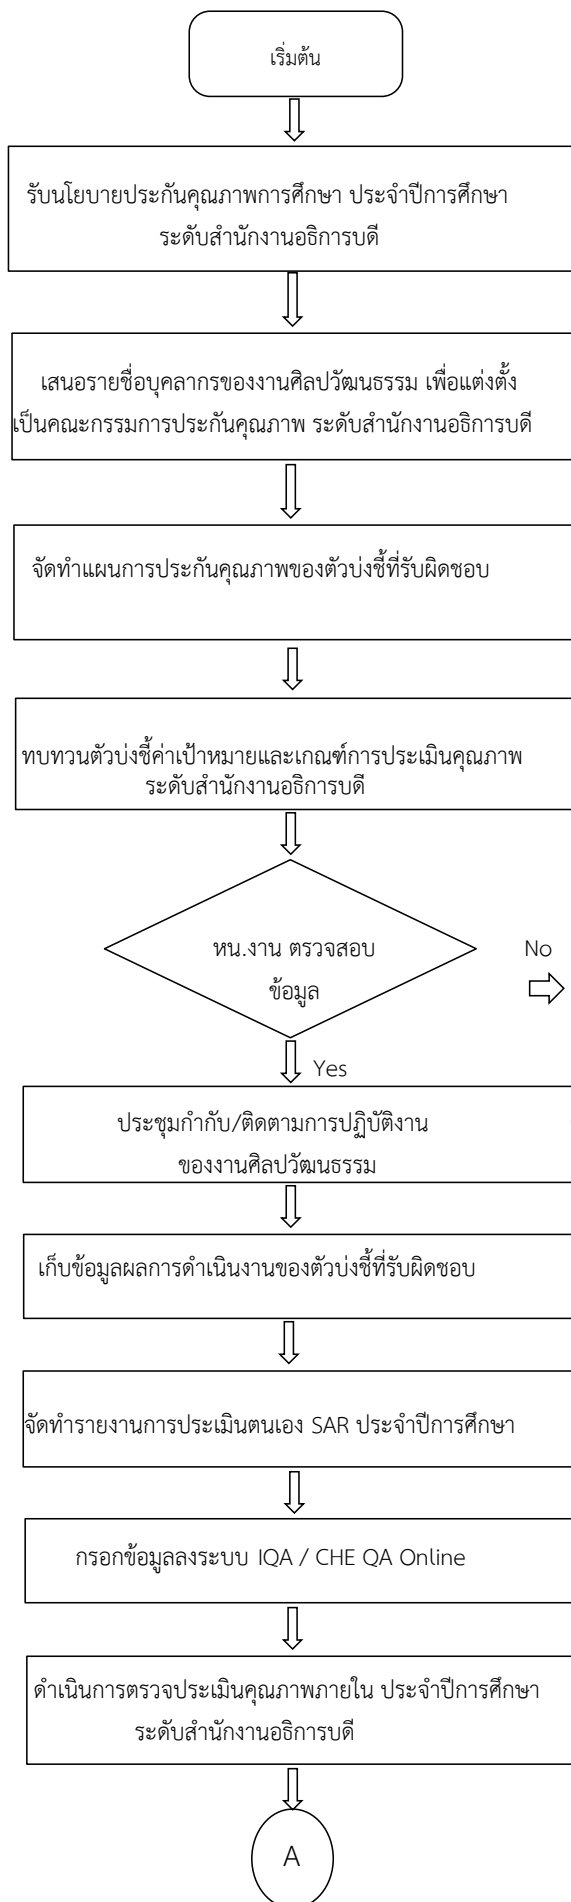 เริ่มต้น
รับนโยบายประกันคุณภาพการศึกษา ประจำปีการศึกษา
ระดับสำนักงานอธิการบดี
เสนอรายชื่อบุคลากรของงานศิลปวัฒนธรรม เพื่อแต่งตั้ง
เป็นคณะกรรมการประกันคุณภาพ ระดับสำนักงานอธิการบดี
จัดทำแผนการประกันคุณภาพของตัวบ่งชี้ที่รับผิดชอบ
ทบทวนตัวบ่งชี้ค่าเป้าหมายและเกณฑ์การประเมินคุณภาพ
ระดับสำนักงานอธิการบดี
หน.งาน ตรวจสอบ
ข้อมูล
No
Yes
ประชุมกำกับ/ติดตามการปฏิบัติงาน
ของงานศิลปวัฒนธรรม
เก็บข้อมูลผลการดำเนินงานของตัวบ่งชี้ที่รับผิดชอบ
จัดทำรายงานการประเมินตนเอง SAR ประจำปีการศึกษา
กรอกข้อมูลลงระบบ IQA / CHE QA Online
ดำเนินการตรวจประเมินคุณภาพภายใน ประจำปีการศึกษา
ระดับสำนักงานอธิการบดี
A